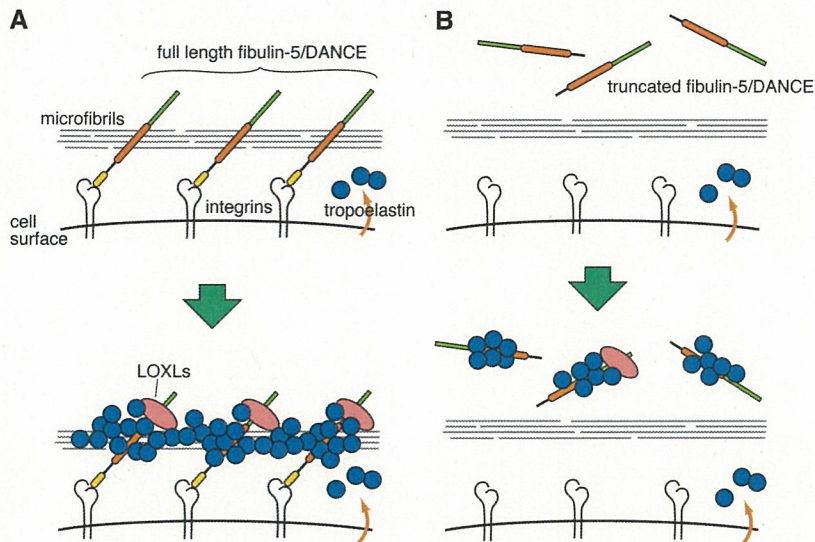 A
full length fibulin-5/DANCE
microfibrils
integrins
tropoelastin
cell
surface
LOXLs
B
truncated fibulin-5/DANCE